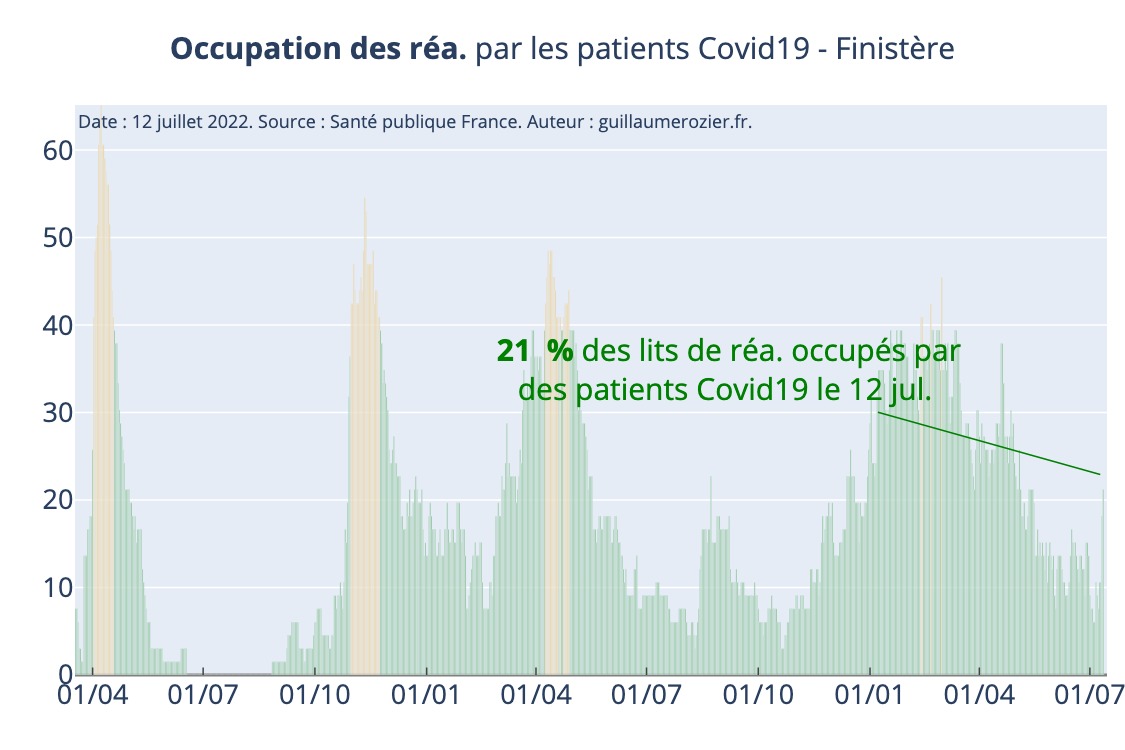 Occupation des réa. par les patients Covid19 - Finistère
Date : 12 juillet 2022. Source : Santé publique France. Auteur : guillaumerozier.fr.
60
50
40
21 % des lits de réa. occupés par
des patients Covid19 le 12 jul.
30
20
10
0
01/04 01/07 01/10 01/01 01/04 01/07 01/10 01/01 01/04 01/07